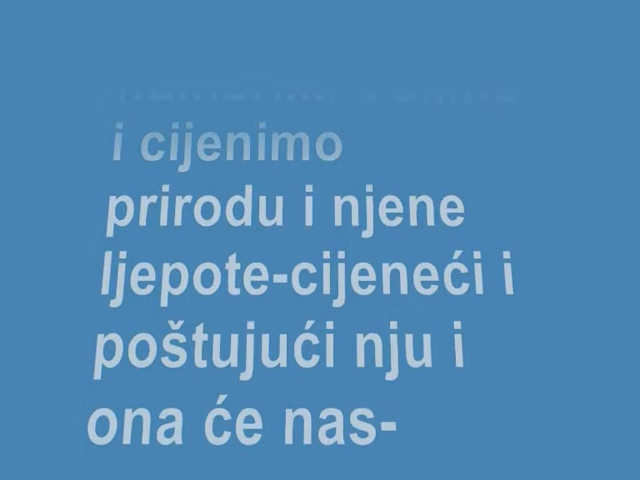 i cijenimo
prirodu i njene
ljepote-cijeneći i
poštujući nju i
ona će nas-